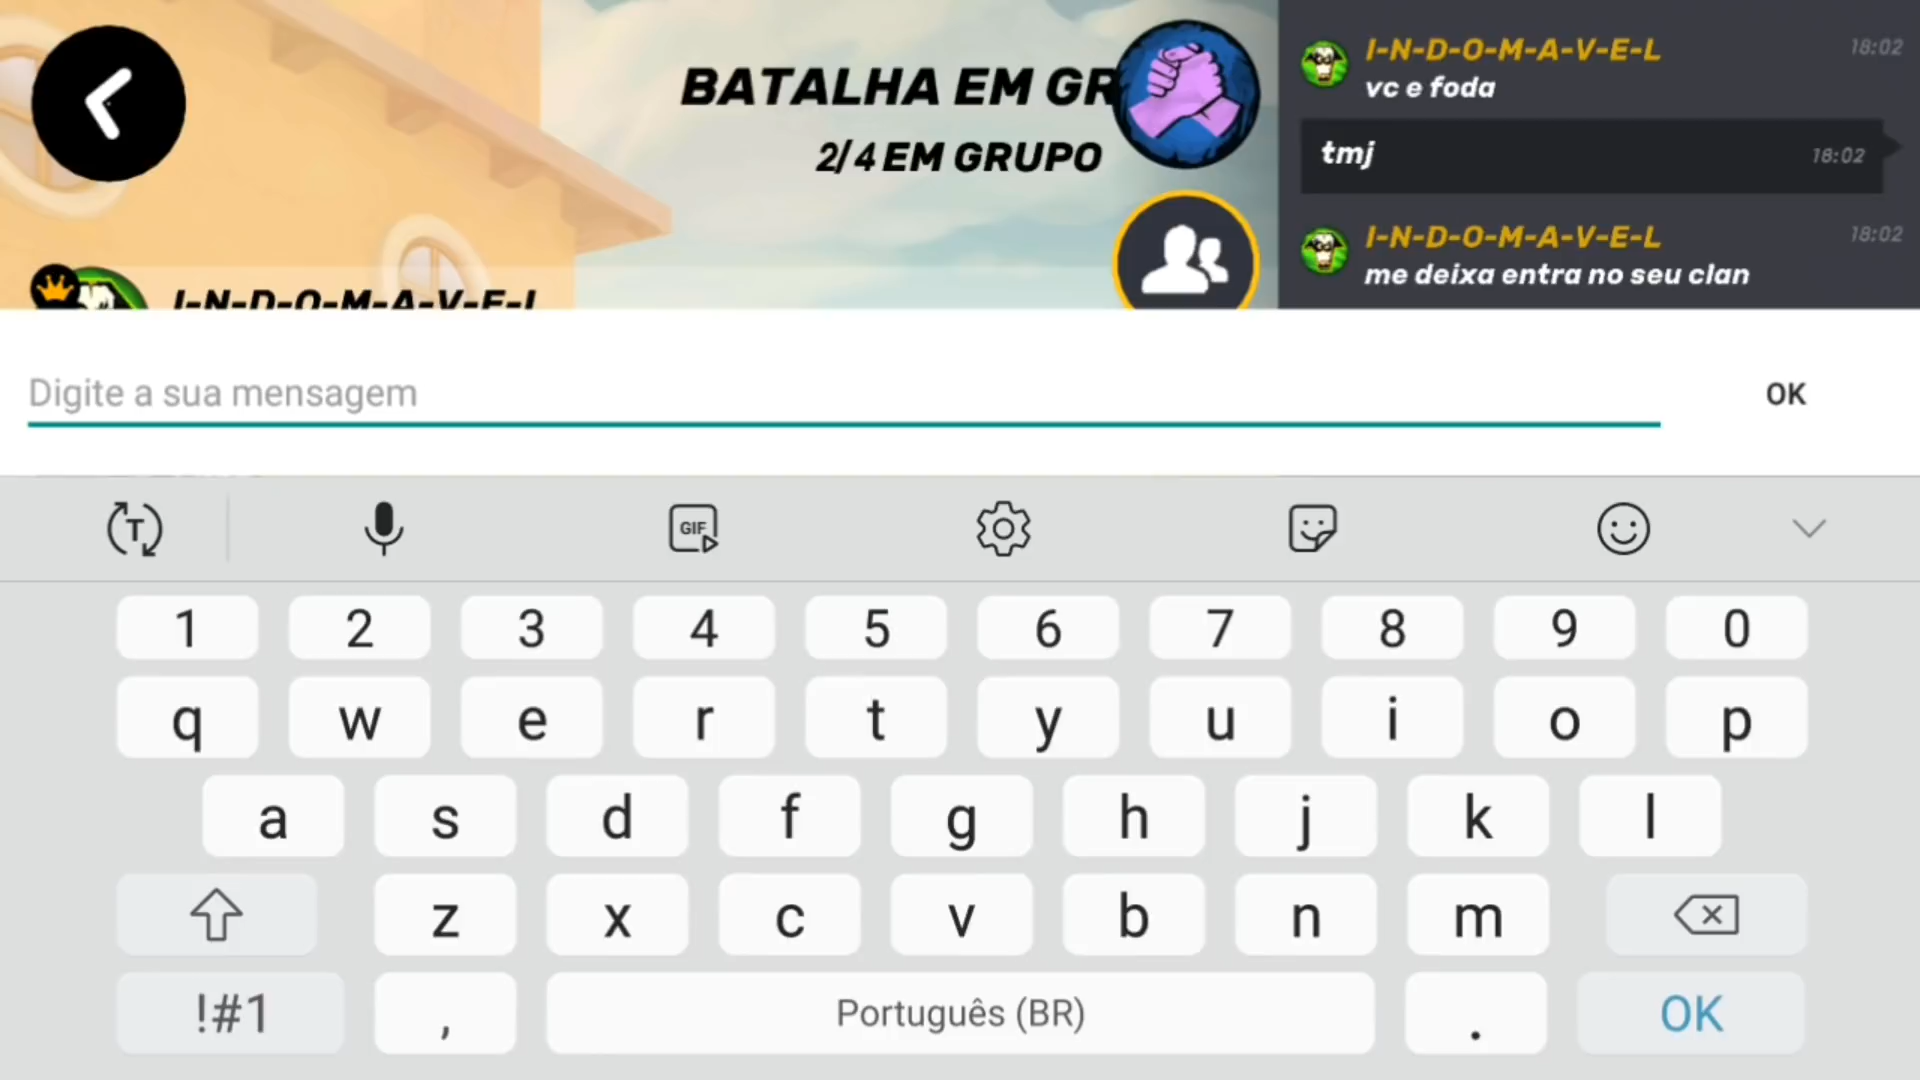 BATALHA EM GR
2/4 EM GRUPO
I-N-D-O-M-A-V-E-L
I-N-D-O-M-A-V-E-L 18:02
vc e foda
tmj 18:02
I-N-D-O-M-A-V-E-L 18:02
me deixa entra no seu clan
Digite a sua mensagem OK
T GIF
1 2 3 4 5 6 7 8 9 0
q w e r t y u i o p
a s d f g h j k l
z x c v b n m
!#1 , Português (BR) . OK